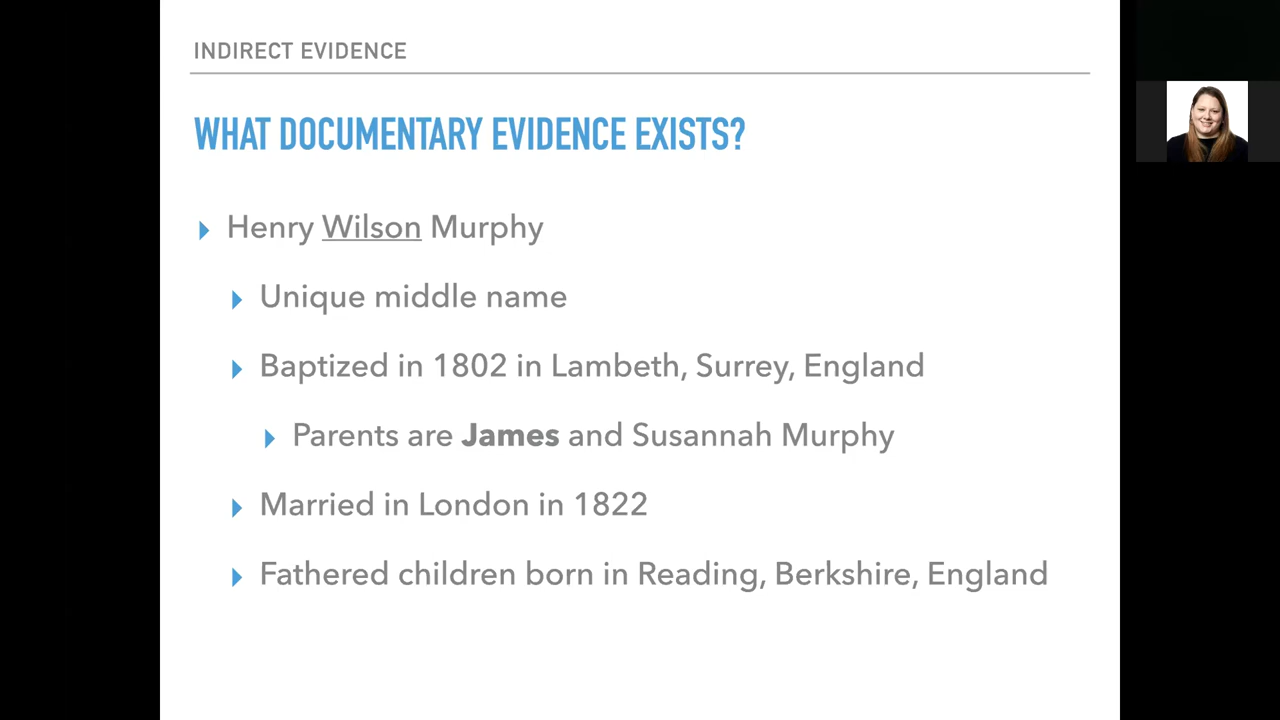 INDIRECT EVIDENCE
WHAT DOCUMENTARY EVIDENCE EXISTS?
Henry Wilson Murphy
Unique middle name
Baptized in 1802 in Lambeth, Surrey, England
Parents are James and Susannah Murphy
Married in London in 1822
Fathered children born in Reading, Berkshire, England